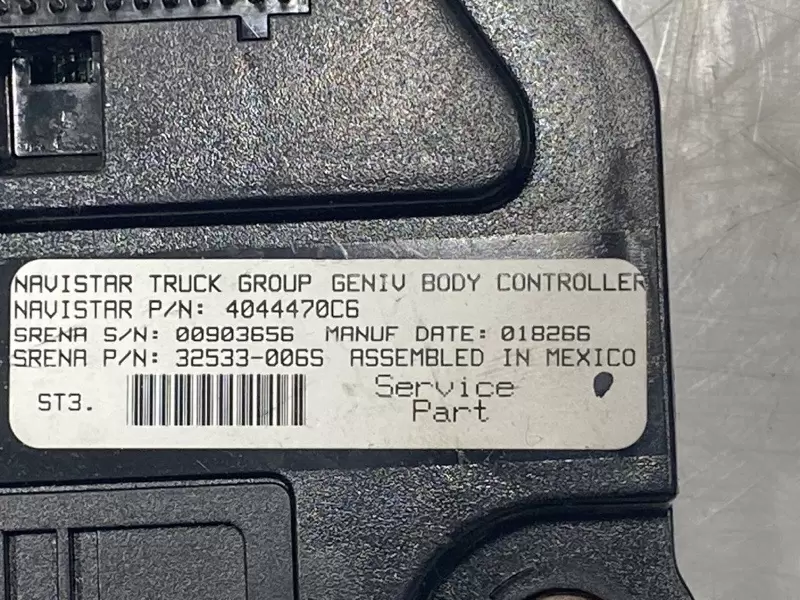 NAVISTAR TRUCK GROUP GENIV BODY CONTROLLER
NAVISTAR P/N: 4044470C6
SRENA S/N: 00903656 MANUF DATE: 018266
SRENA P/N: 32533-006S ASSEMBLED IN MEXICO
ST3.
Service
Part